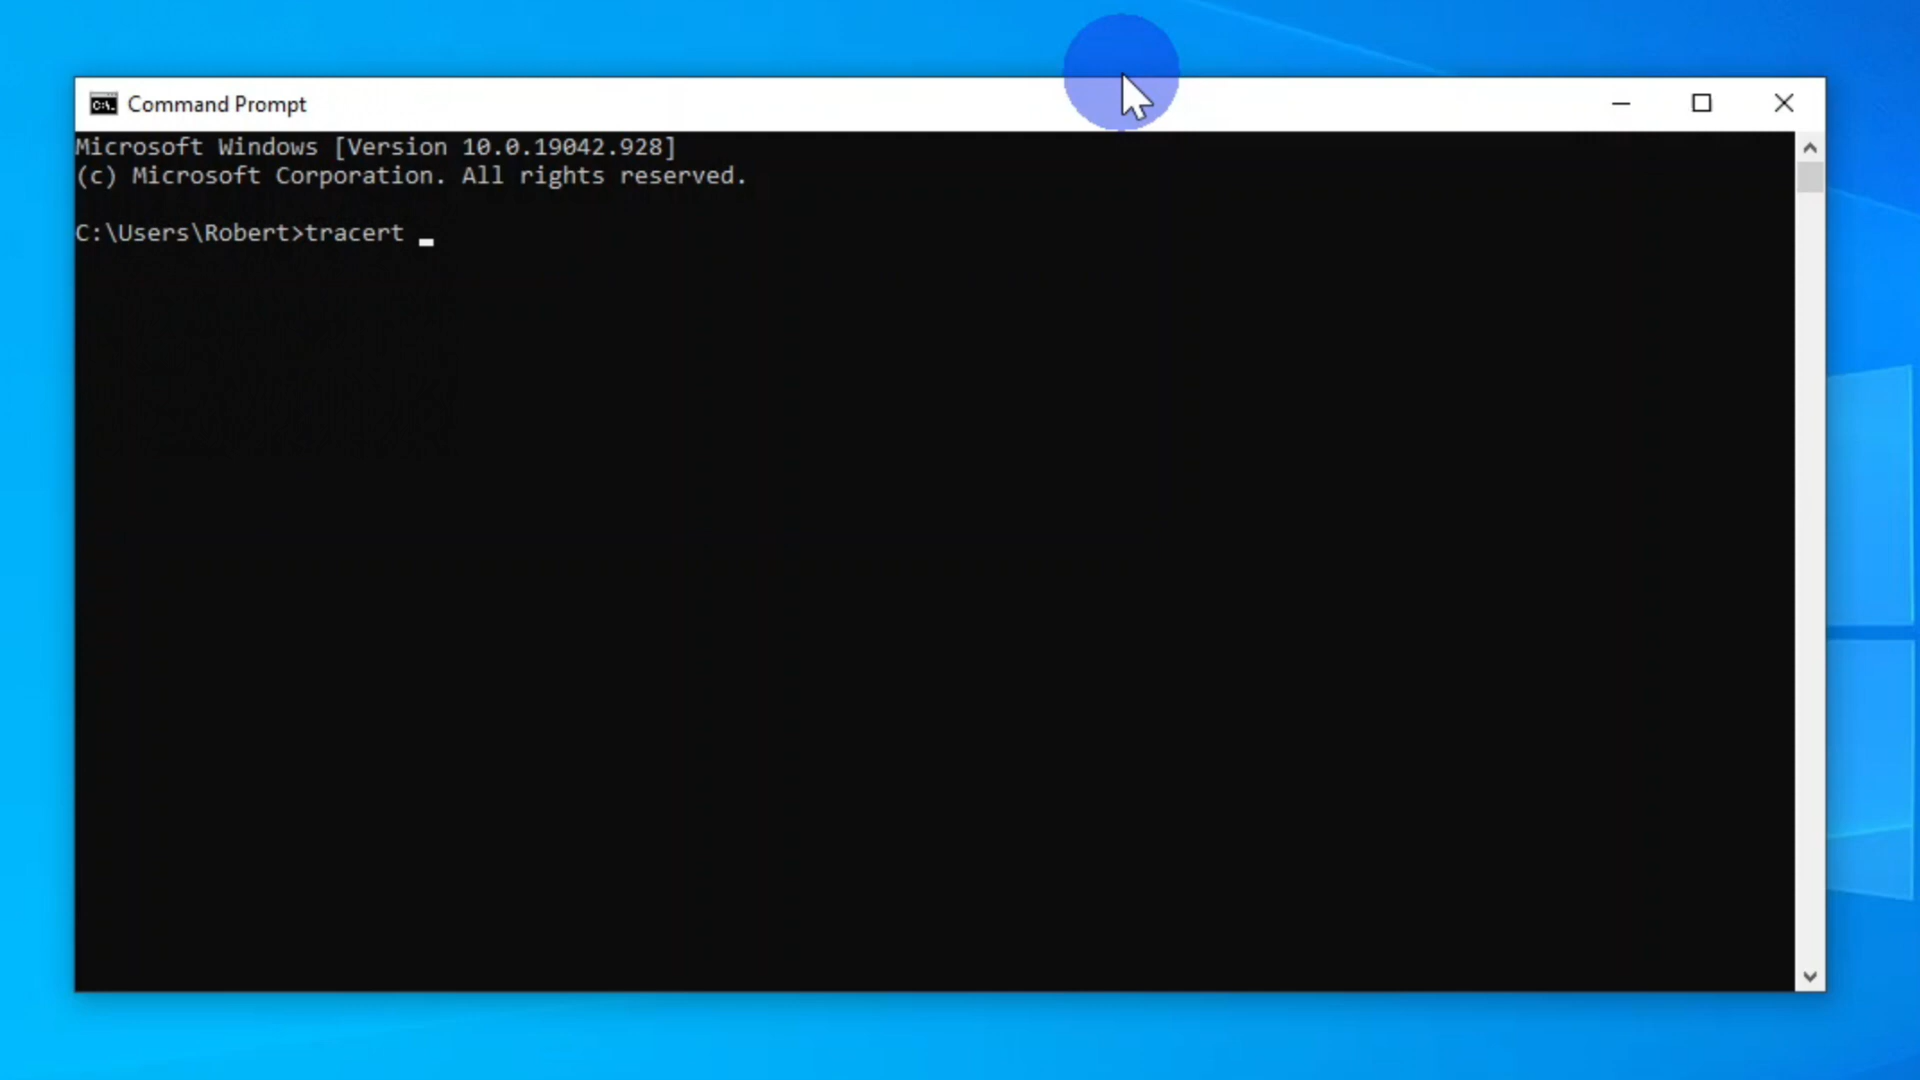 Command Prompt
Microsoft Windows [Version 10.0.19042.928]
(c) Microsoft Corporation. All rights reserved.
C:\Users\Robert>tracert